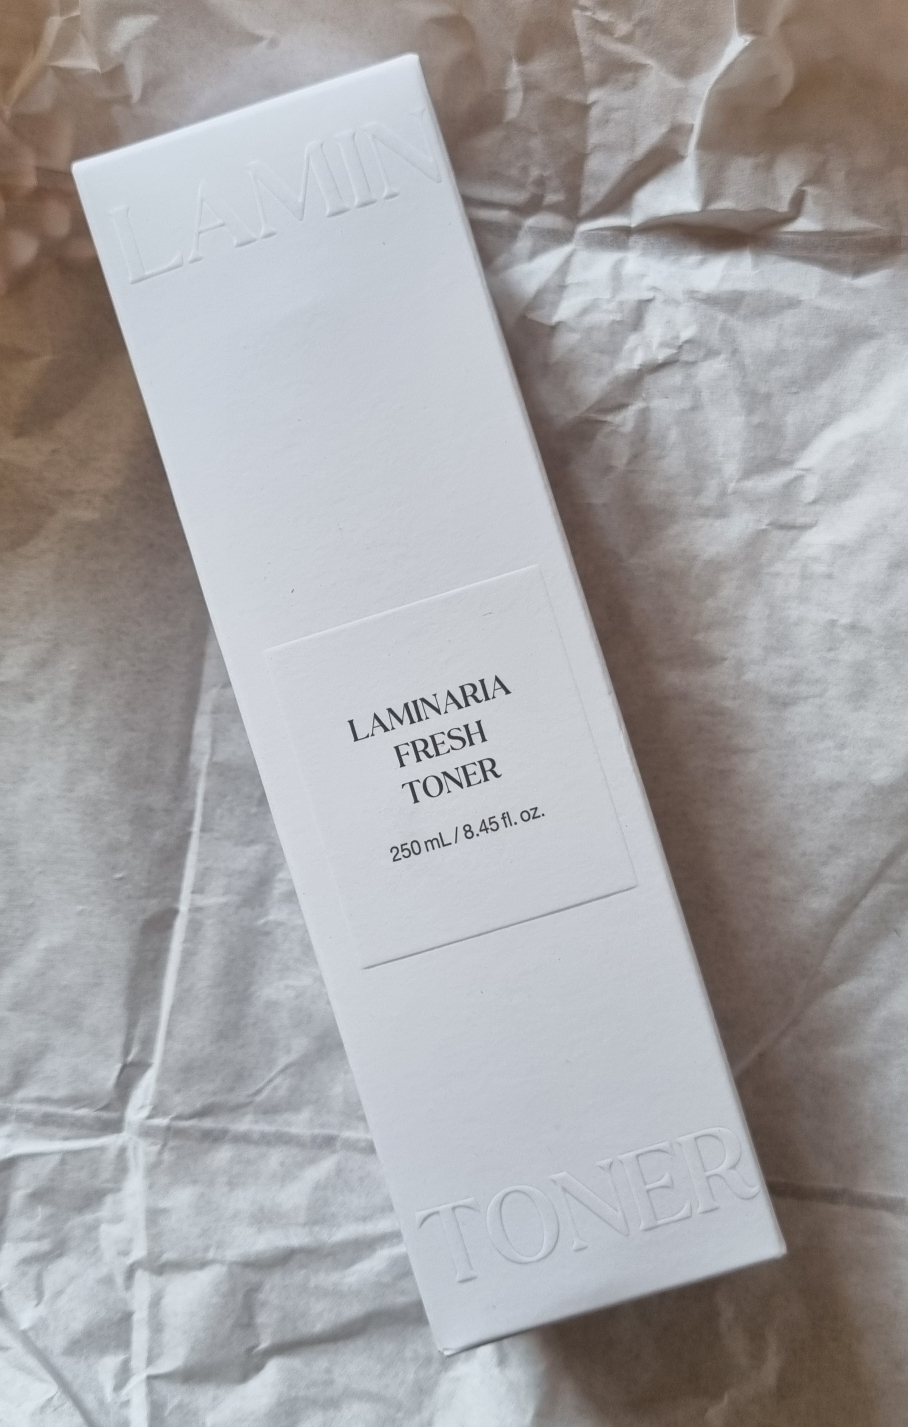 LAMIN
LAMINARIA
FRESH
TONER
250 mL / 8.45 fl. oz.
TONER